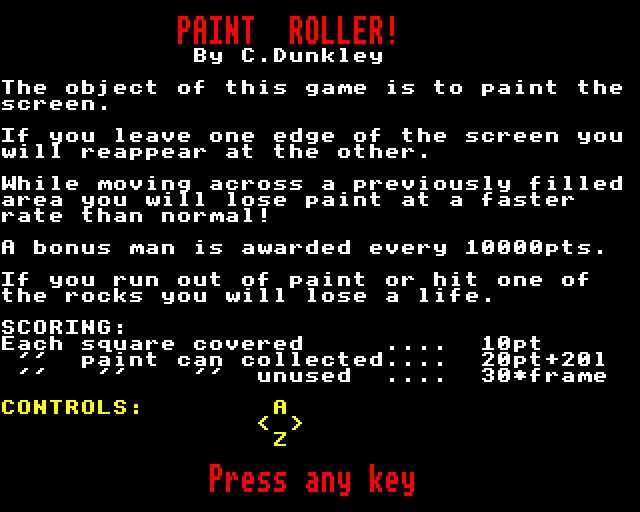 PAINT  ROLLER!
By C.Dunkley
The object of this game is to paint the
screen.
If you leave one edge of the screen you
will reappear at the other.
While moving across a previously filled
area you will lose paint at a faster
rate than normal!
A bonus man is awarded every 10000pts.
If you run out of paint or hit one of
the rocks you will lose a life.
SCORING:
Each square covered     ....  10pt
 ,,  paint can collected....  20pt+20l
 ,,   ,,    ,,  unused  ....  30*frame
CONTROLS:        A
< >
Z
Press any key